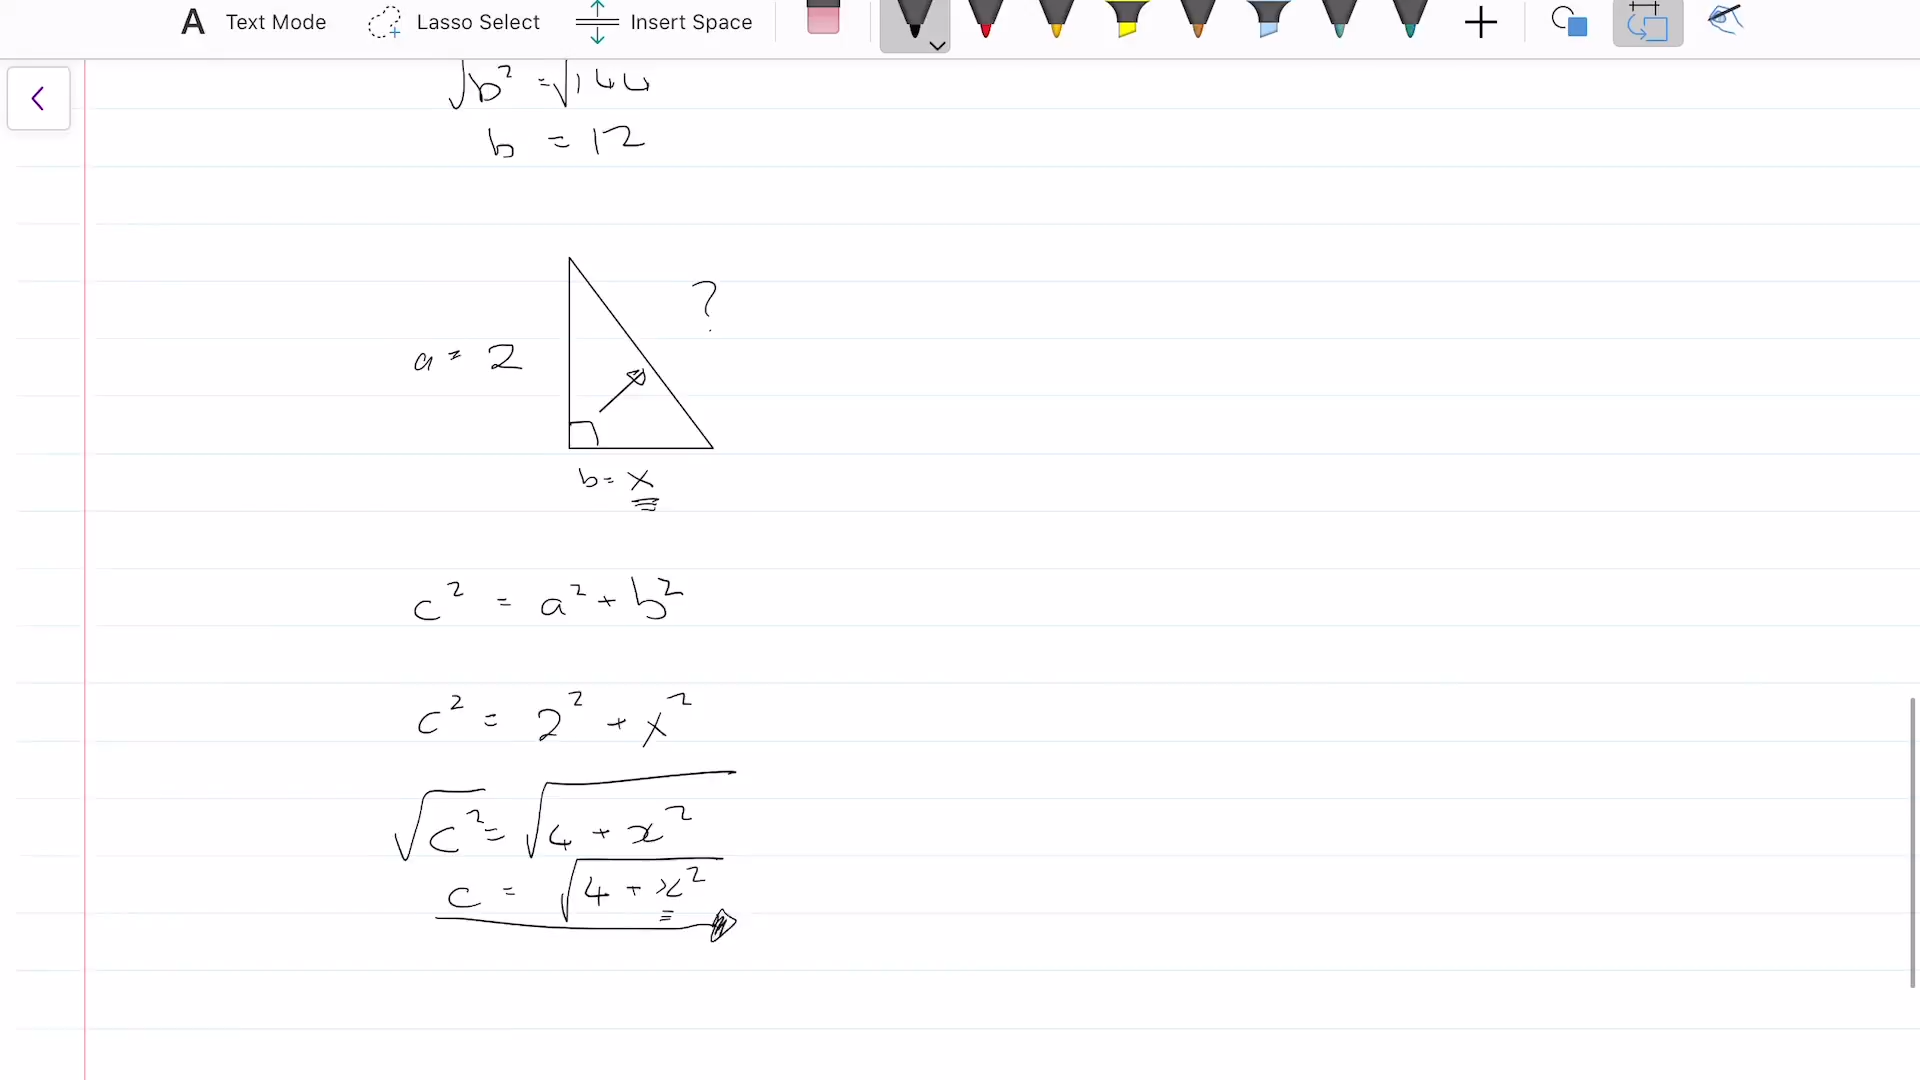 A Text Mode Lasso Select Insert Space
√b² = √144
b = 12
?
a = 2
b = x
c² = a² + b²
c² = 2² + x²
√c² = √4 + x²
c = √4 + x²